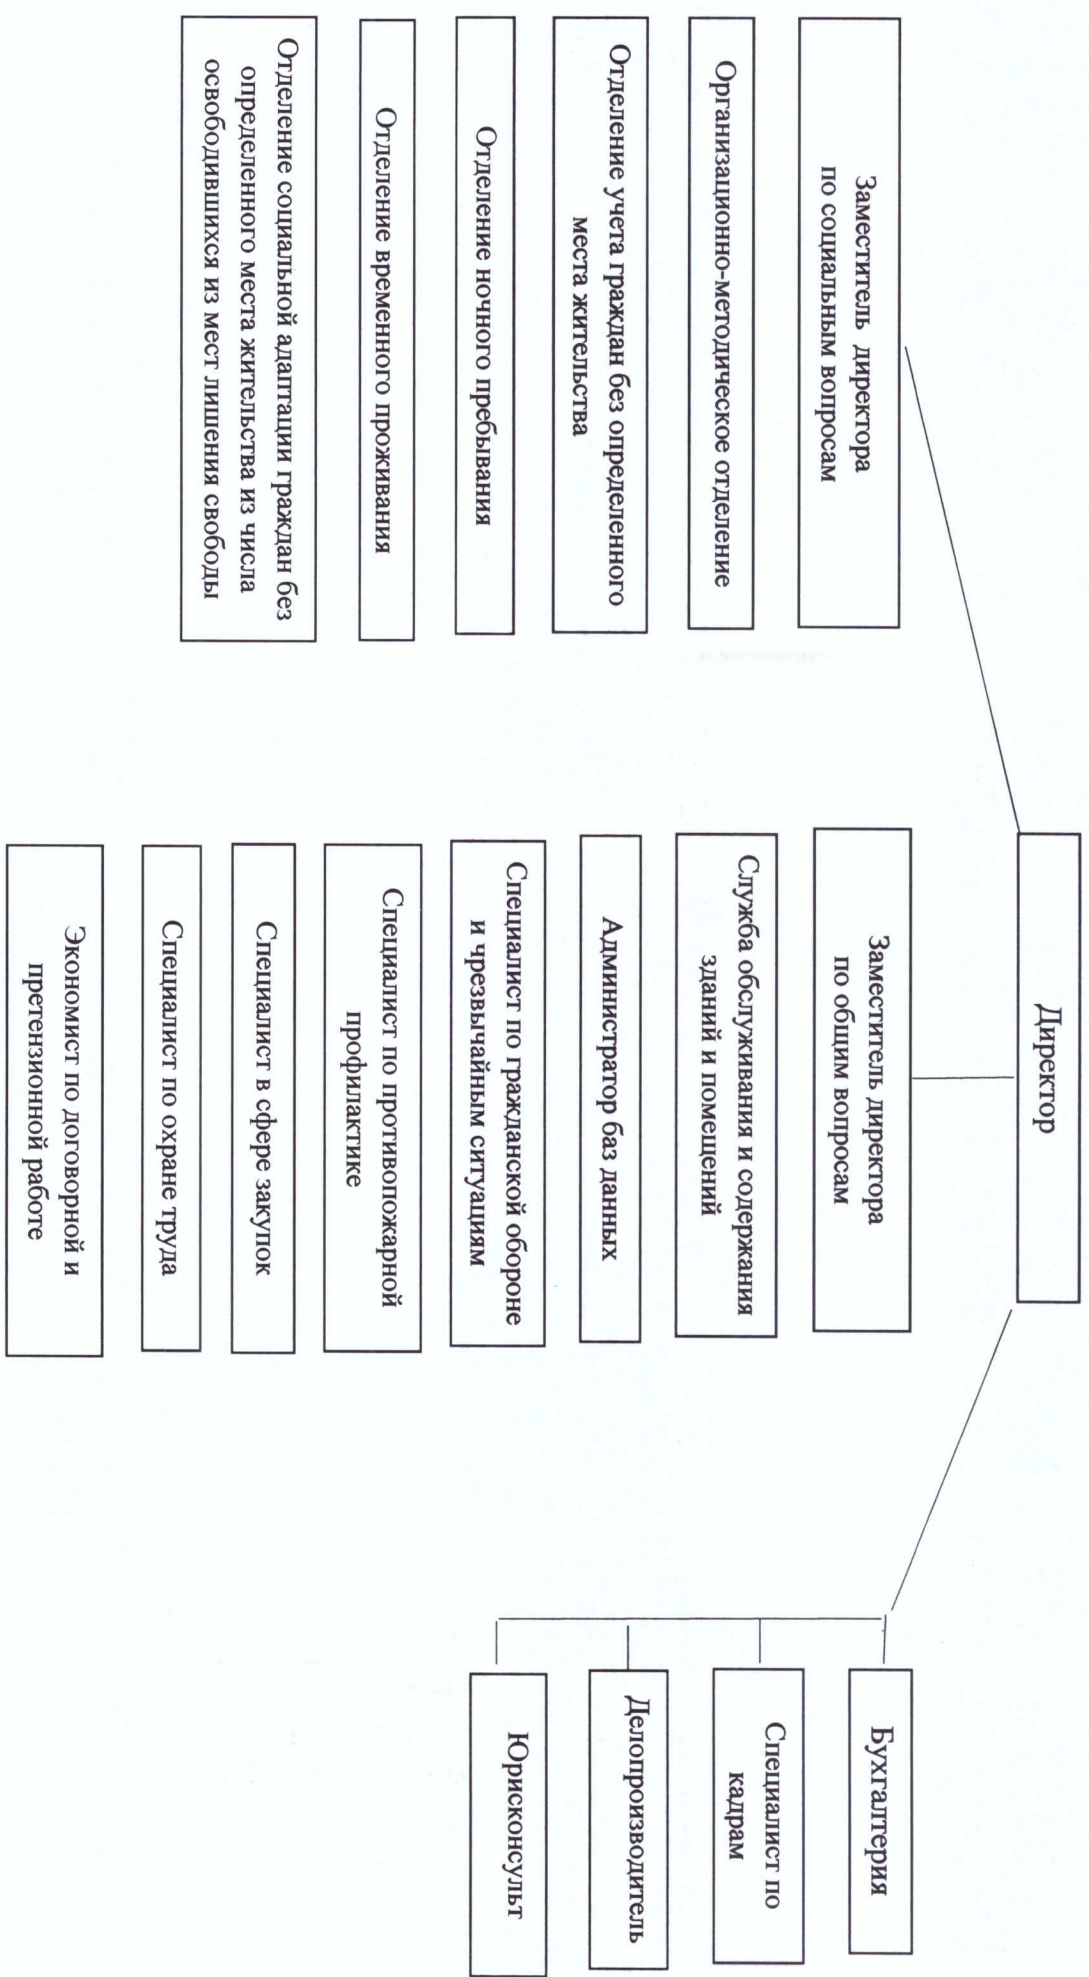 Директор
Заместитель директора
по социальным вопросам
Организационно-методическое отделение
Отделение учета граждан без определенного
места жительства
Отделение ночного пребывания
Отделение временного проживания
Отделение социальной адаптации граждан без
определенного места жительства из числа
освободившихся из мест лишения свободы
Заместитель директора
по общим вопросам
Служба обслуживания и содержания
зданий и помещений
Администратор баз данных
Специалист по гражданской обороне
и чрезвычайным ситуациям
Специалист по противопожарной
профилактике
Специалист в сфере закупок
Специалист по охране труда
Экономист по договорной и
претензионной работе
Бухгалтерия
Специалист по
кадрам
Делопроизводитель
Юрисконсульт